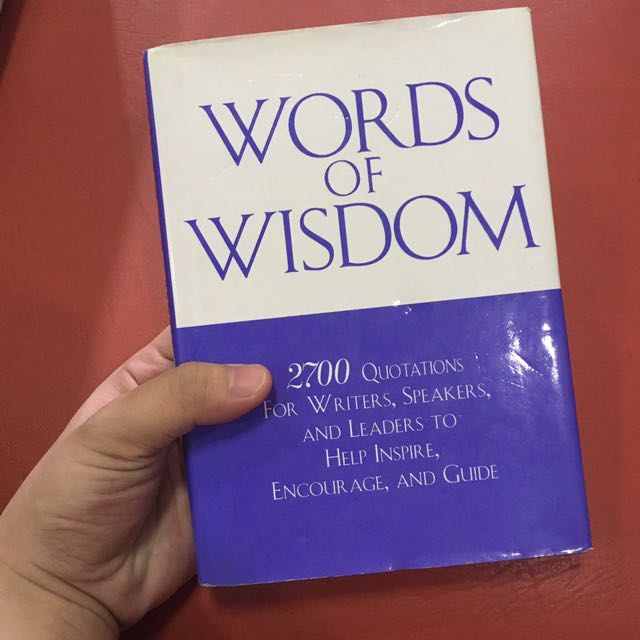 WORDS
OF
WISDOM
2700 QUOTATIONS
FOR WRITERS, SPEAKERS,
AND LEADERS TO
HELP INSPIRE,
ENCOURAGE, AND GUIDE